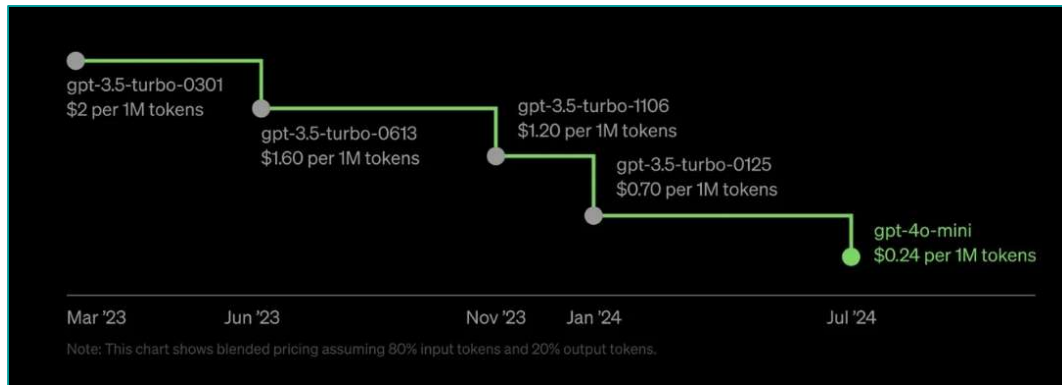 gpt-3.5-turbo-0301
$2 per 1M tokens
gpt-3.5-turbo-0613
$1.60 per 1M tokens
gpt-3.5-turbo-1106
$1.20 per 1M tokens
gpt-3.5-turbo-0125
$0.70 per 1M tokens
gpt-4o-mini
$0.24 per 1M tokens
Mar ’23
Jun ’23
Nov ’23
Jan ’24
Jul ’24
Note: This chart shows blended pricing assuming 80% input tokens and 20% output tokens.